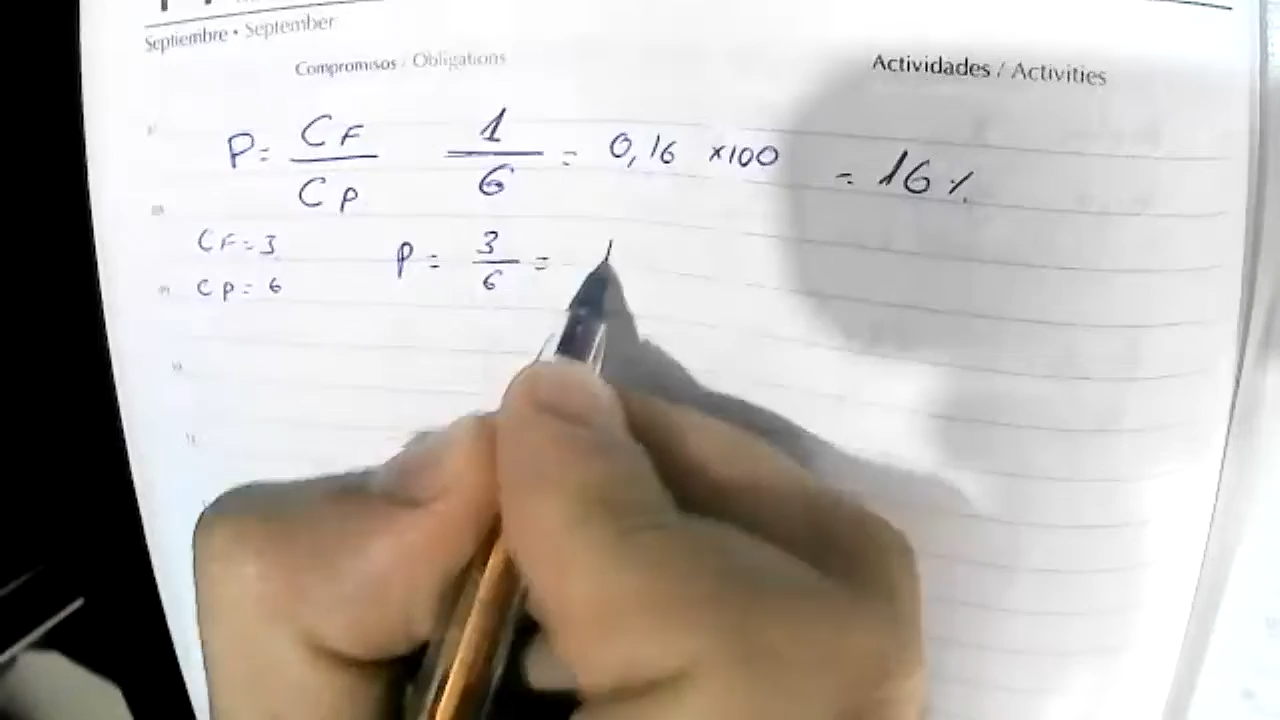 Septiembre • September
Compromisos / Obligations
Actividades / Activities
P = CF / CP 1 / 6 = 0,16 x100 = 16 %
CF = 3
CP = 6
P = 3 / 6 =